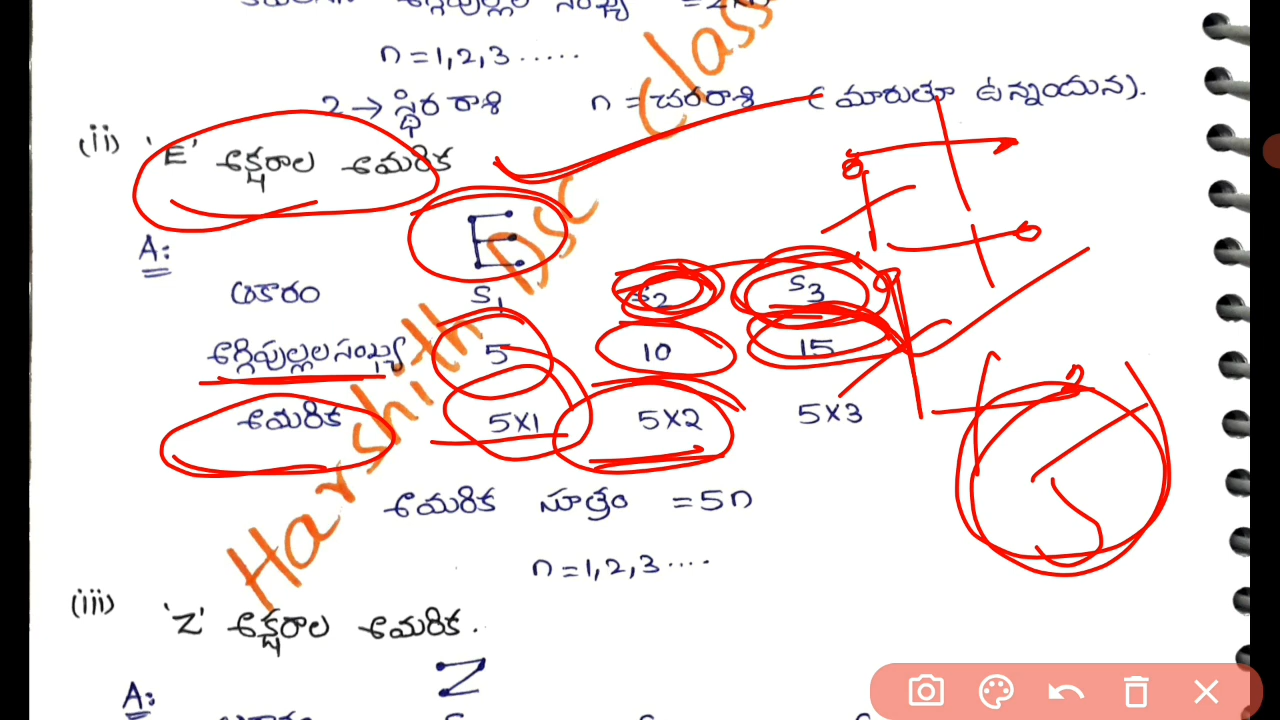 అగ్గిపుల్లల సంఖ్య =
n = 1, 2, 3 .....
2 → స్థిర రాశి n = చరరాశి ( మారుతూ ఉన్నాయున).
(ii) 'E' అక్షరాల అమరిక
E
A:
ఆకారం S1 S2 S3
అగ్గిపుల్లల సంఖ్య 5 10 15
అమరిక 5×1 5×2 5×3
అమరిక సూత్రం = 5n
n = 1, 2, 3 ....
(iii) 'Z' అక్షరాల అమరిక.
Z
A:
Harshith Dsc Class